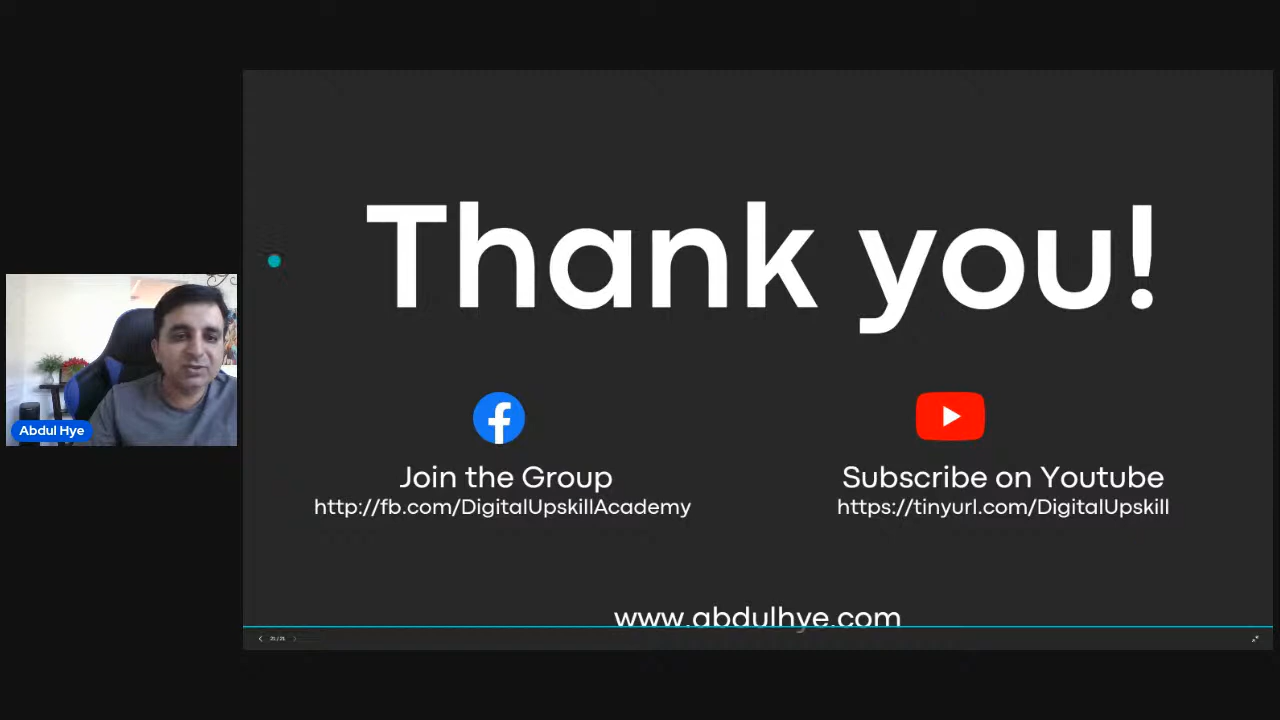 Thank you!
Join the Group
http://fb.com/DigitalUpskillAcademy
Subscribe on Youtube
https://tinyurl.com/DigitalUpskill
Abdul Hye
www.abdulhye.com